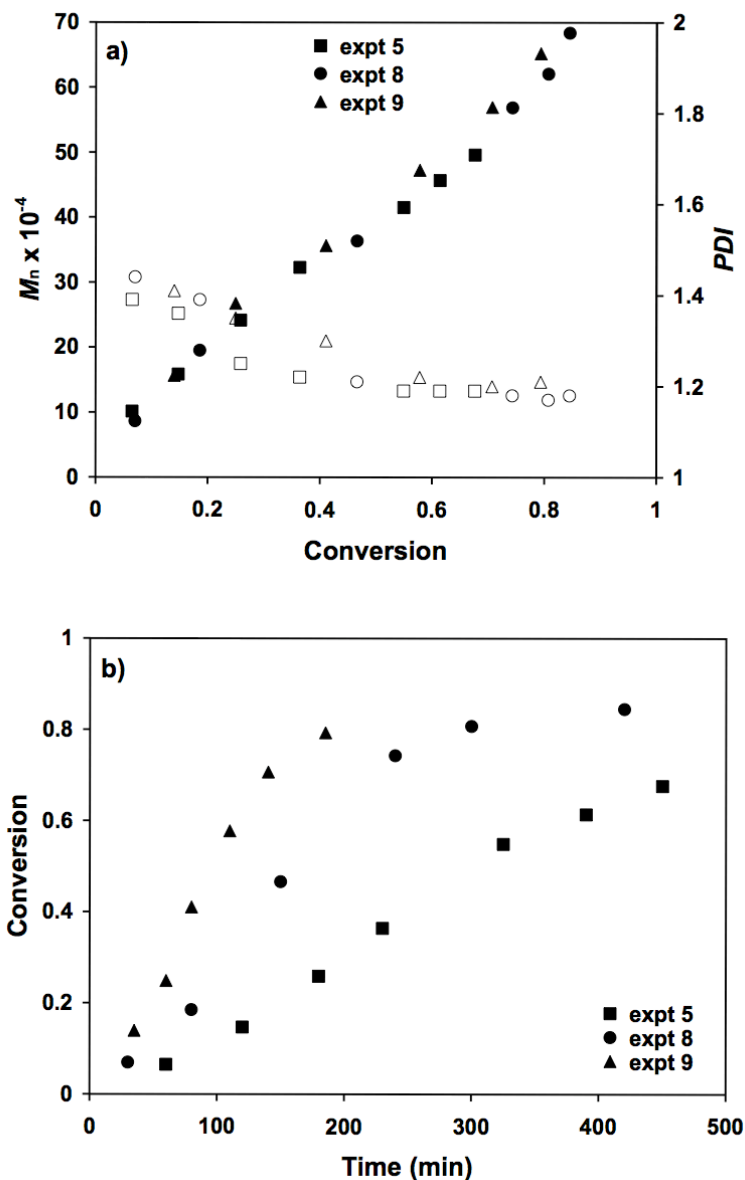 a)
expt 5
expt 8
expt 9
70
60
50
40
30
20
10
0
Mn x 10-4
2
1.8
1.6
1.4
1.2
1
PDI
0 0.2 0.4 0.6 0.8 1
Conversion
b)
1
0.8
0.6
0.4
0.2
0
Conversion
expt 5
expt 8
expt 9
0 100 200 300 400 500
Time (min)